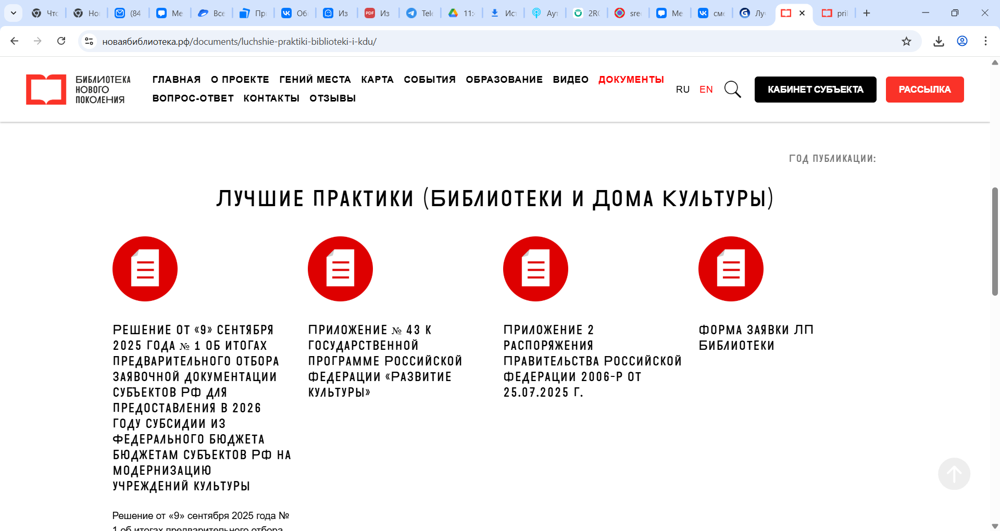 Что
Но
(84
Ме
Все
Пр
Об
Из
PDF
Из
Tele
11:
Ист
Аут
2R
sre
Ме
сме
Лу
pril
новаябиблиотека.рф/documents/luchshie-praktiki-biblioteki-i-kdu/
БИБЛИОТЕКА
НОВОГО
ПОКОЛЕНИЯ
ГЛАВНАЯ О ПРОЕКТЕ ГЕНИЙ МЕСТА КАРТА СОБЫТИЯ ОБРАЗОВАНИЕ ВИДЕО ДОКУМЕНТЫ
ВОПРОС-ОТВЕТ КОНТАКТЫ ОТЗЫВЫ
RU EN
КАБИНЕТ СУБЪЕКТА
РАССЫЛКА
ГОД ПУБЛИКАЦИИ:
ЛУЧШИЕ ПРАКТИКИ (БИБЛИОТЕКИ И ДОМА КУЛЬТУРЫ)
РЕШЕНИЕ ОТ «9» СЕНТЯБРЯ
2025 ГОДА № 1 ОБ ИТОГАХ
ПРЕДВАРИТЕЛЬНОГО ОТБОРА
ЗАЯВОЧНОЙ ДОКУМЕНТАЦИИ
СУБЪЕКТОВ РФ ДЛЯ
ПРЕДОСТАВЛЕНИЯ В 2026
ГОДУ СУБСИДИИ ИЗ
ФЕДЕРАЛЬНОГО БЮДЖЕТА
БЮДЖЕТАМ СУБЪЕКТОВ РФ НА
МОДЕРНИЗАЦИЮ
УЧРЕЖДЕНИЙ КУЛЬТУРЫ
Решение от «9» сентября 2025 года №
1 об итогах предварительного отбора
ПРИЛОЖЕНИЕ № 43 К
ГОСУДАРСТВЕННОЙ
ПРОГРАММЕ РОССИЙСКОЙ
ФЕДЕРАЦИИ «РАЗВИТИЕ
КУЛЬТУРЫ»
ПРИЛОЖЕНИЕ 2
РАСПОРЯЖЕНИЯ
ПРАВИТЕЛЬСТВА РОССИЙСКОЙ
ФЕДЕРАЦИИ 2006-Р ОТ
25.07.2025 Г.
ФОРМА ЗАЯВКИ ЛП
БИБЛИОТЕКИ